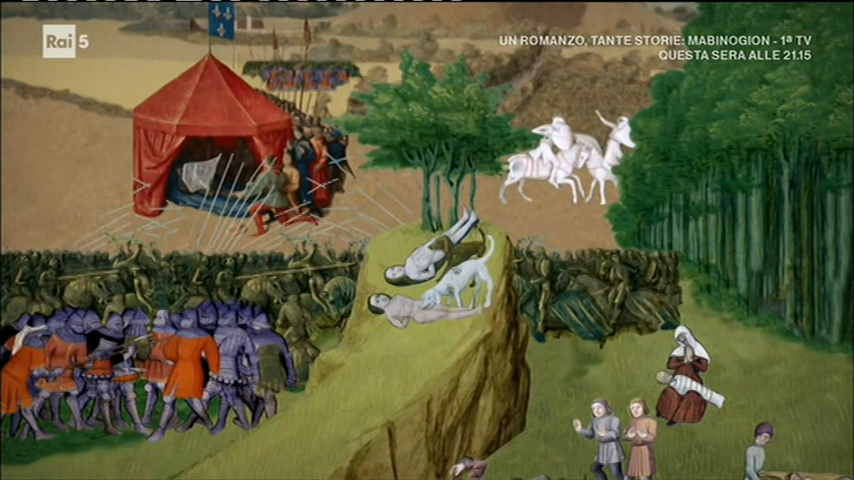 Rai 5
UN ROMANZO, TANTE STORIE: MABINOGION - 1ª TV
QUESTA SERA ALLE 21.15